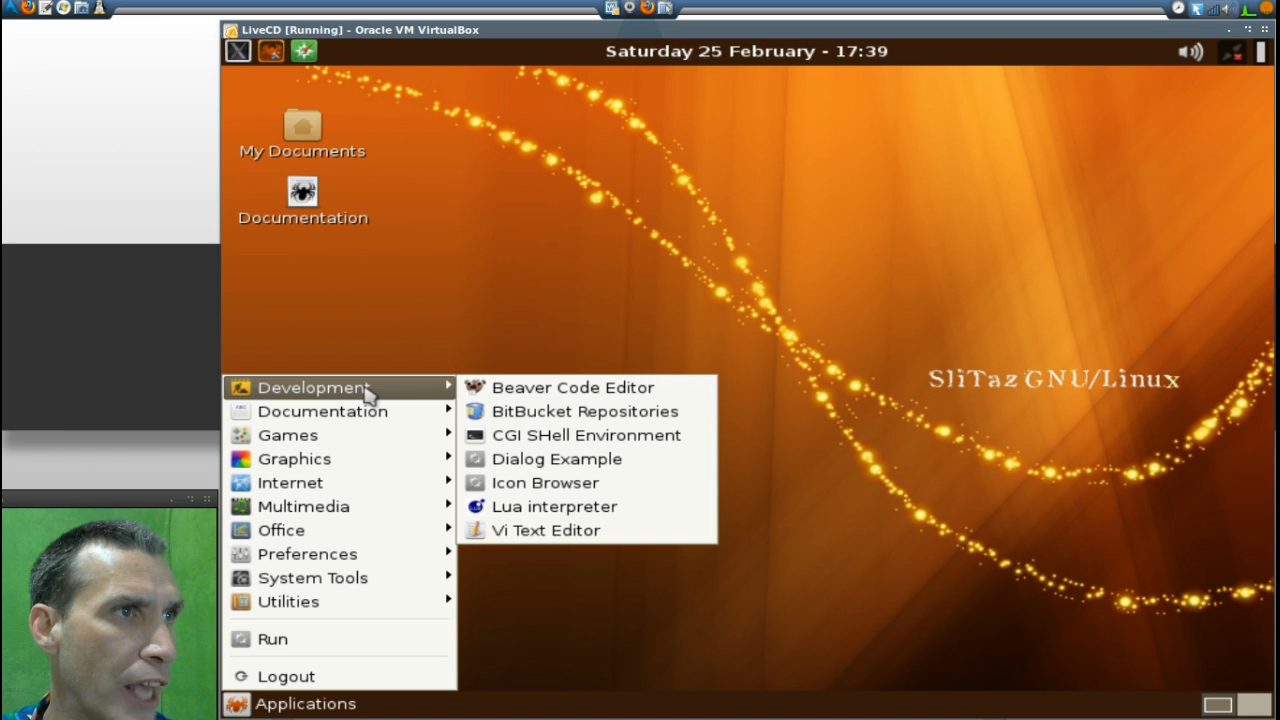 LiveCD [Running] - Oracle VM VirtualBox
Saturday 25 February - 17:39
My Documents
Documentation
SliTaz GNU/Linux
Development
Documentation
Games
Graphics
Internet
Multimedia
Office
Preferences
System Tools
Utilities
Run
Logout
Beaver Code Editor
BitBucket Repositories
CGI SHell Environment
Dialog Example
Icon Browser
Lua interpreter
Vi Text Editor
Applications